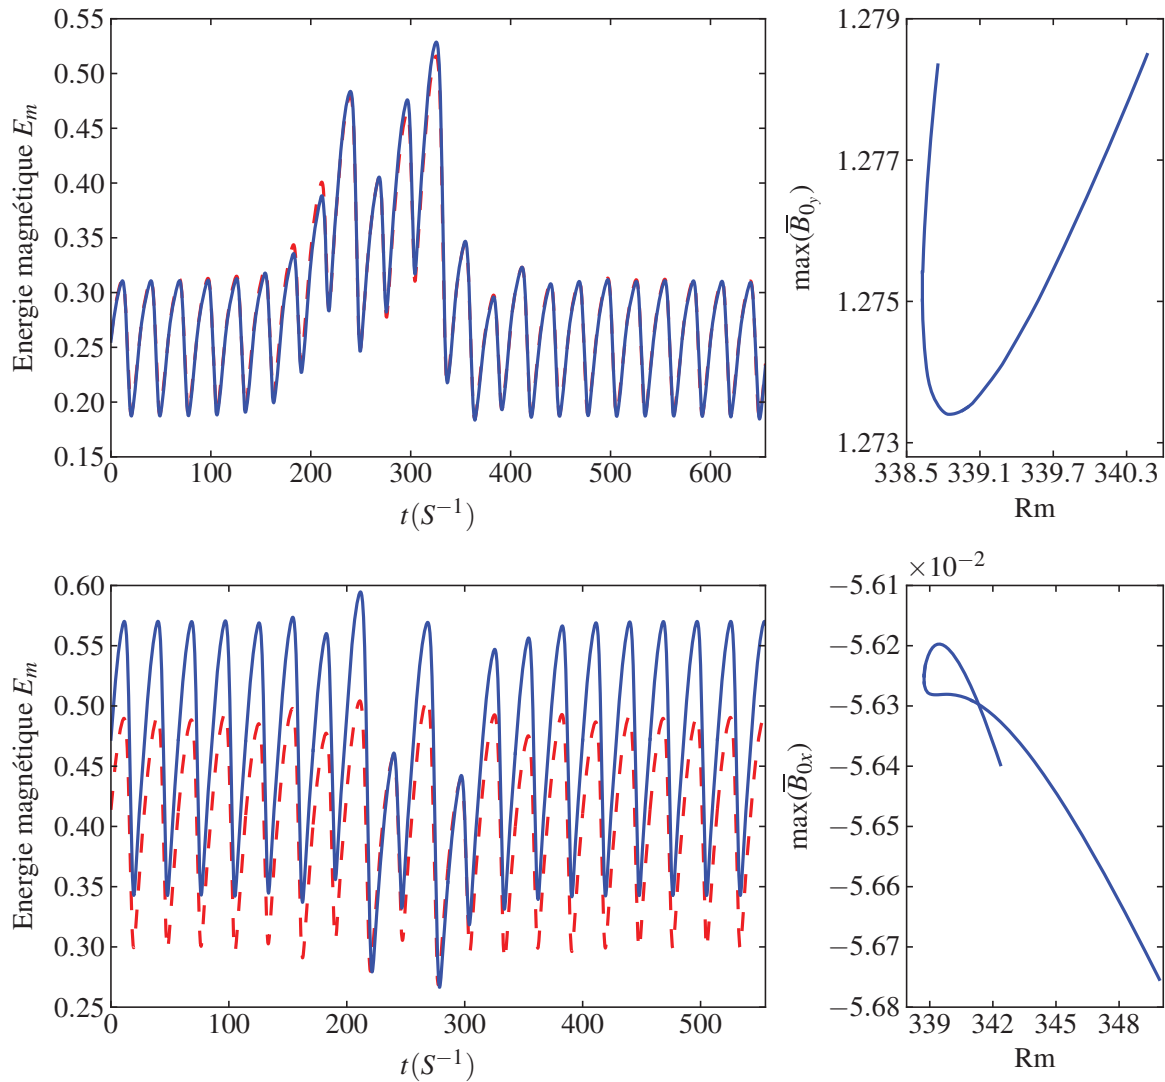 0.55
0.50
0.45
0.40
0.35
0.30
0.25
0.20
0.15
Energie magnétique E_m
0 100 200 300 400 500 600
t(S^{-1})
1.279
1.277
1.275
1.273
max(\overline{B}_{0_y})
338.5 339.1 339.7 340.3
Rm
0.60
0.55
0.50
0.45
0.40
0.35
0.30
0.25
Energie magnétique E_m
0 100 200 300 400 500
t(S^{-1})
×10^{−2}
−5.61
−5.62
−5.63
−5.64
−5.65
−5.66
−5.67
−5.68
max(\overline{B}_{0x})
339 342 345 348
Rm